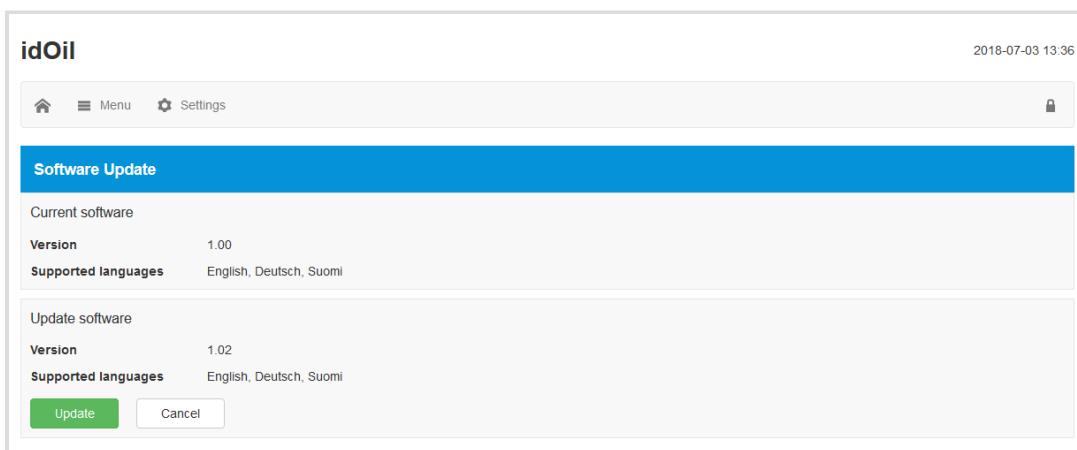 idOil
2018-07-03 13:36
Menu Settings
Software Update
Current software
Version 1.00
Supported languages English, Deutsch, Suomi
Update software
Version 1.02
Supported languages English, Deutsch, Suomi
Update Cancel